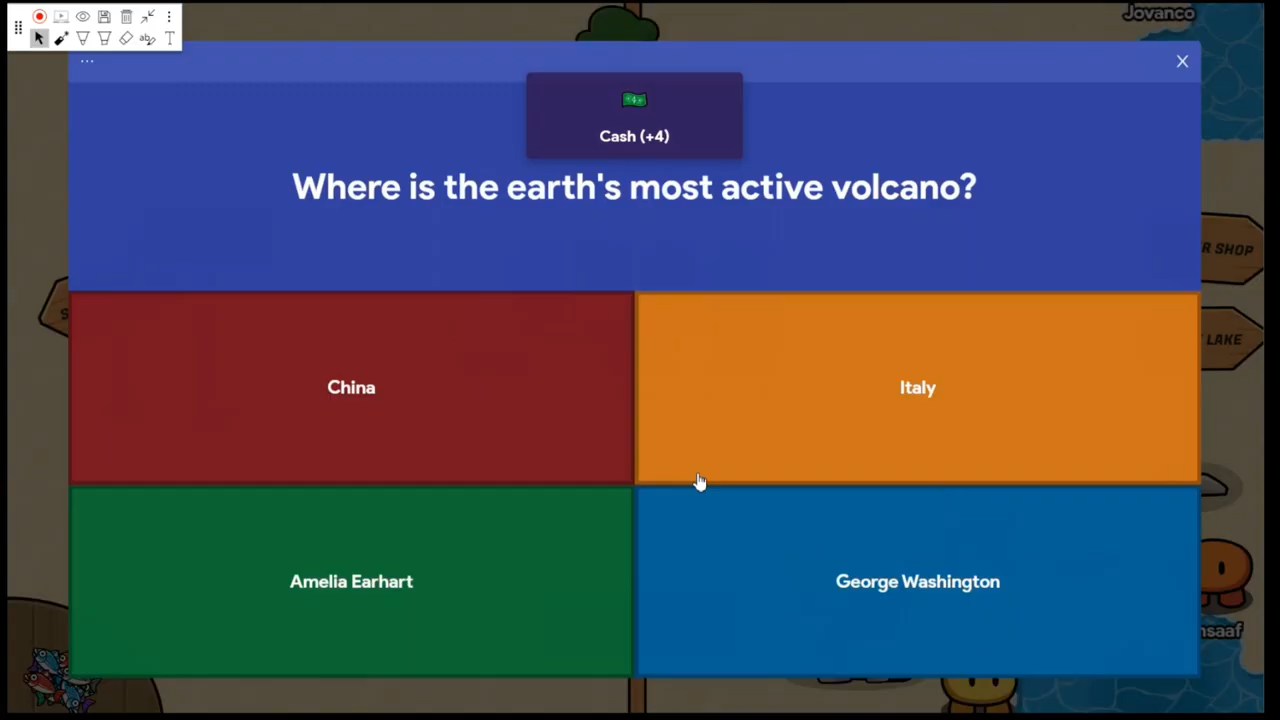 Jovanco
...
Cash (+4)
Where is the earth's most active volcano?
R SHOP
S
LAKE
China
Italy
Amelia Earhart
George Washington
nsaaf
ab
T